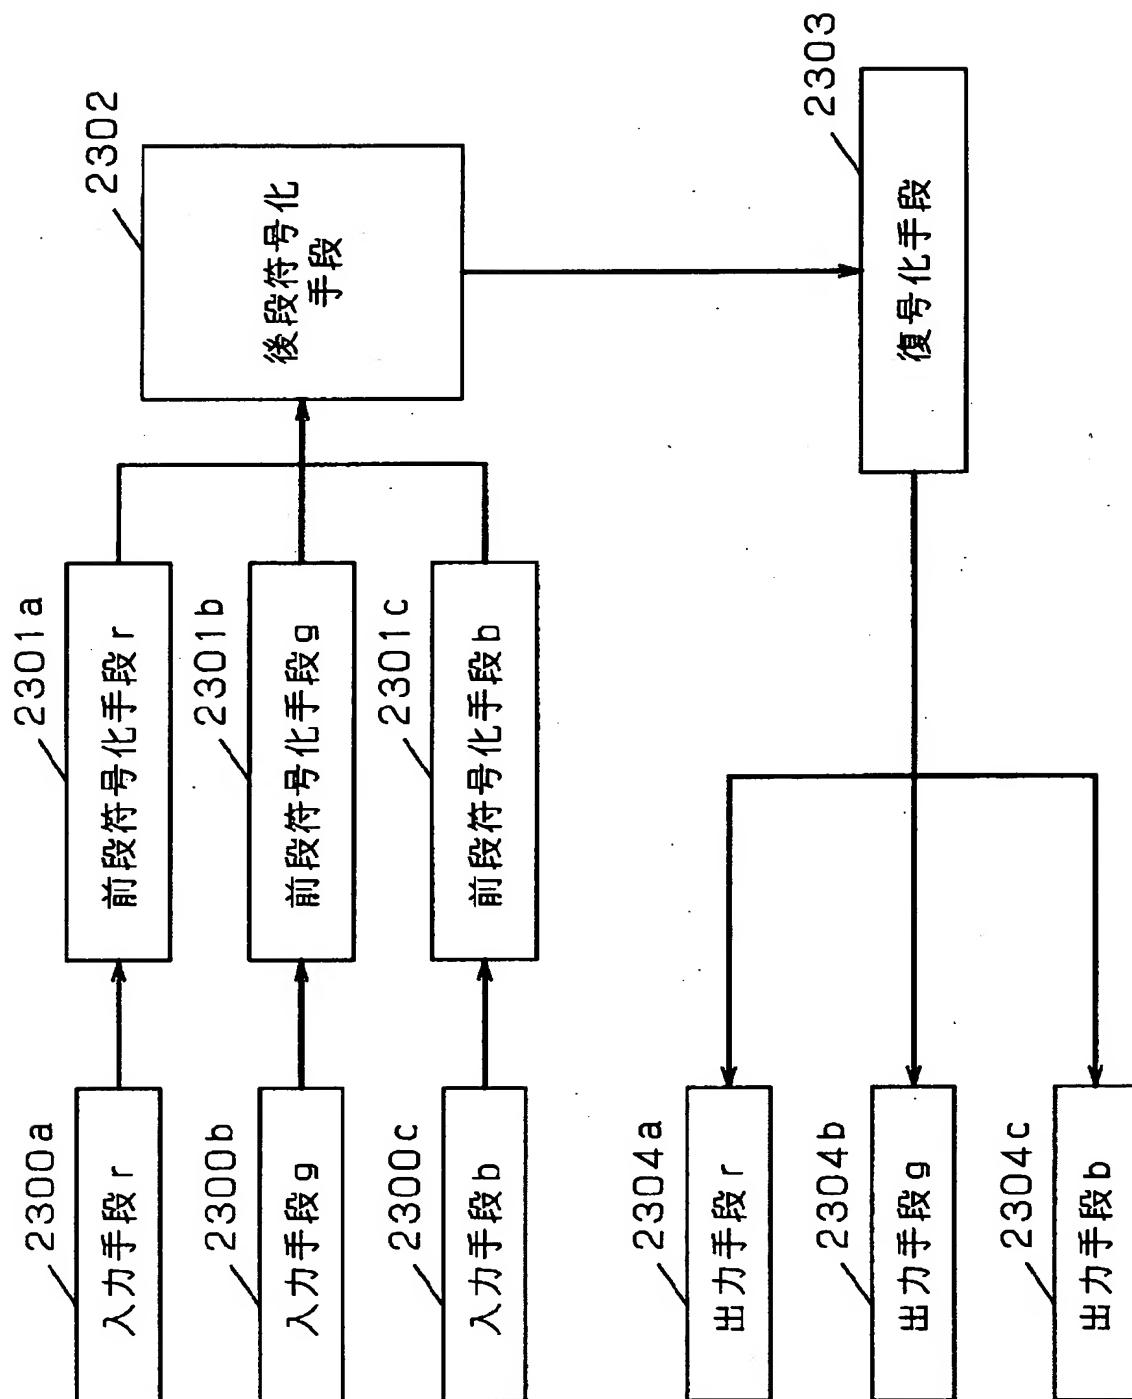 2300a
入力手段r
2301a
前段符号化手段r
2300b
入力手段g
2301b
前段符号化手段g
2300c
入力手段b
2301c
前段符号化手段b
2302
後段符号化
手段
2303
復号化手段
2304a
出力手段r
2304b
出力手段g
2304c
出力手段b